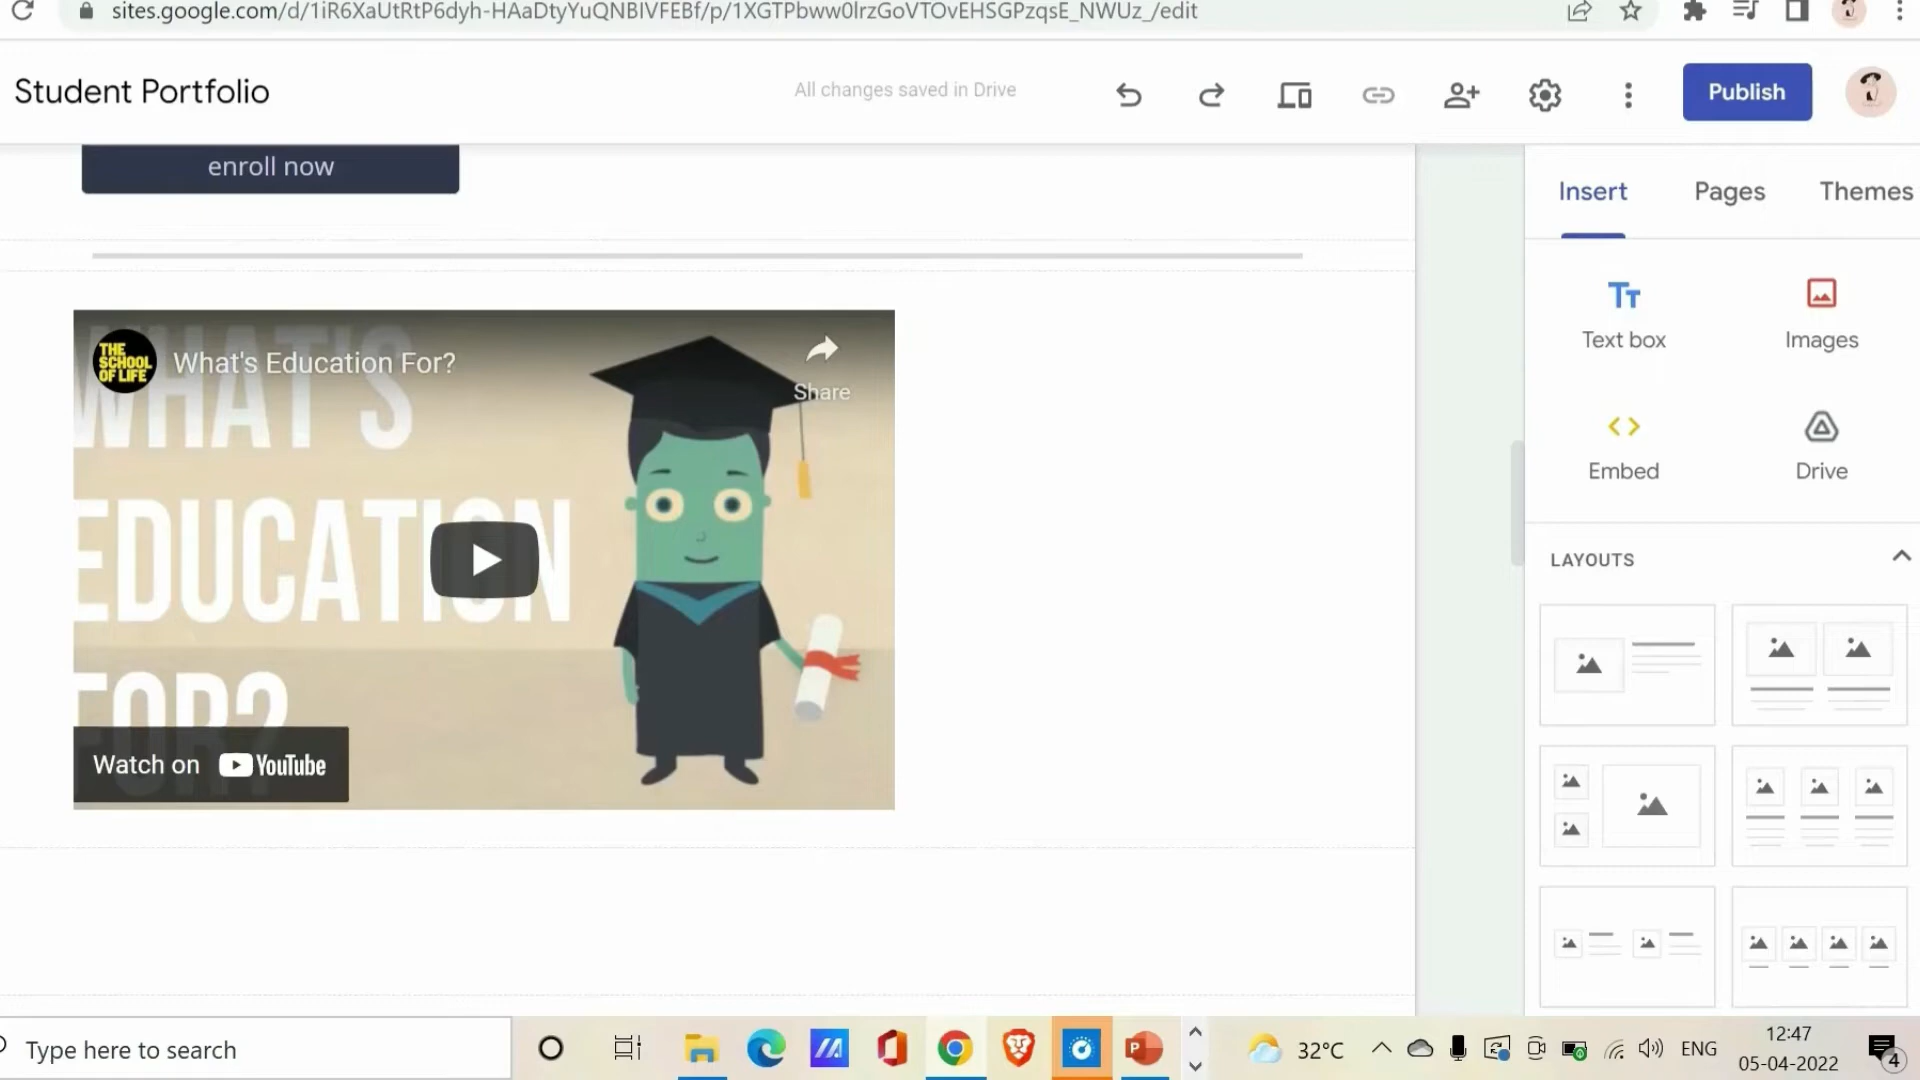 sites.google.com/d/1iR6XaUtRtP6dyh-HAaDtyYuQNBIVFEBf/p/1XGTPbww0lrzGoVTOvEHSGPzqsE_NWUz_/edit
Student Portfolio
All changes saved in Drive
Publish
enroll now
Insert
Pages
Themes
Text box
Images
Embed
Drive
LAYOUTS
THE SCHOOL OF LIFE
What's Education For?
Share
WHAT'S
EDUCATION
FOR?
Watch on YouTube
Type here to search
32°C
ENG
12:47
05-04-2022
4